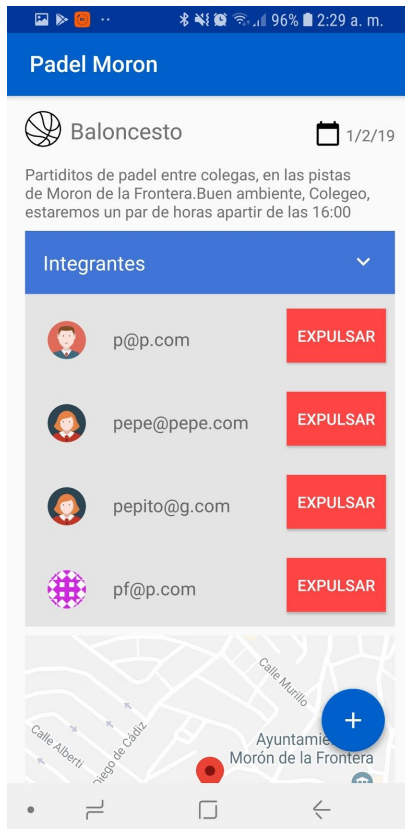 96% 2:29 a. m.
Padel Moron
Baloncesto
1/2/19
Partiditos de padel entre colegas, en las pistas
de Moron de la Frontera.Buen ambiente, Colegeo,
estaremos un par de horas apartir de las 16:00
Integrantes
p@p.com
EXPULSAR
pepe@pepe.com
EXPULSAR
pepito@g.com
EXPULSAR
pf@p.com
EXPULSAR
Calle Murillo
Calle Alberti
Diego de Cádiz
+
Ayuntamie
Morón de la Frontera